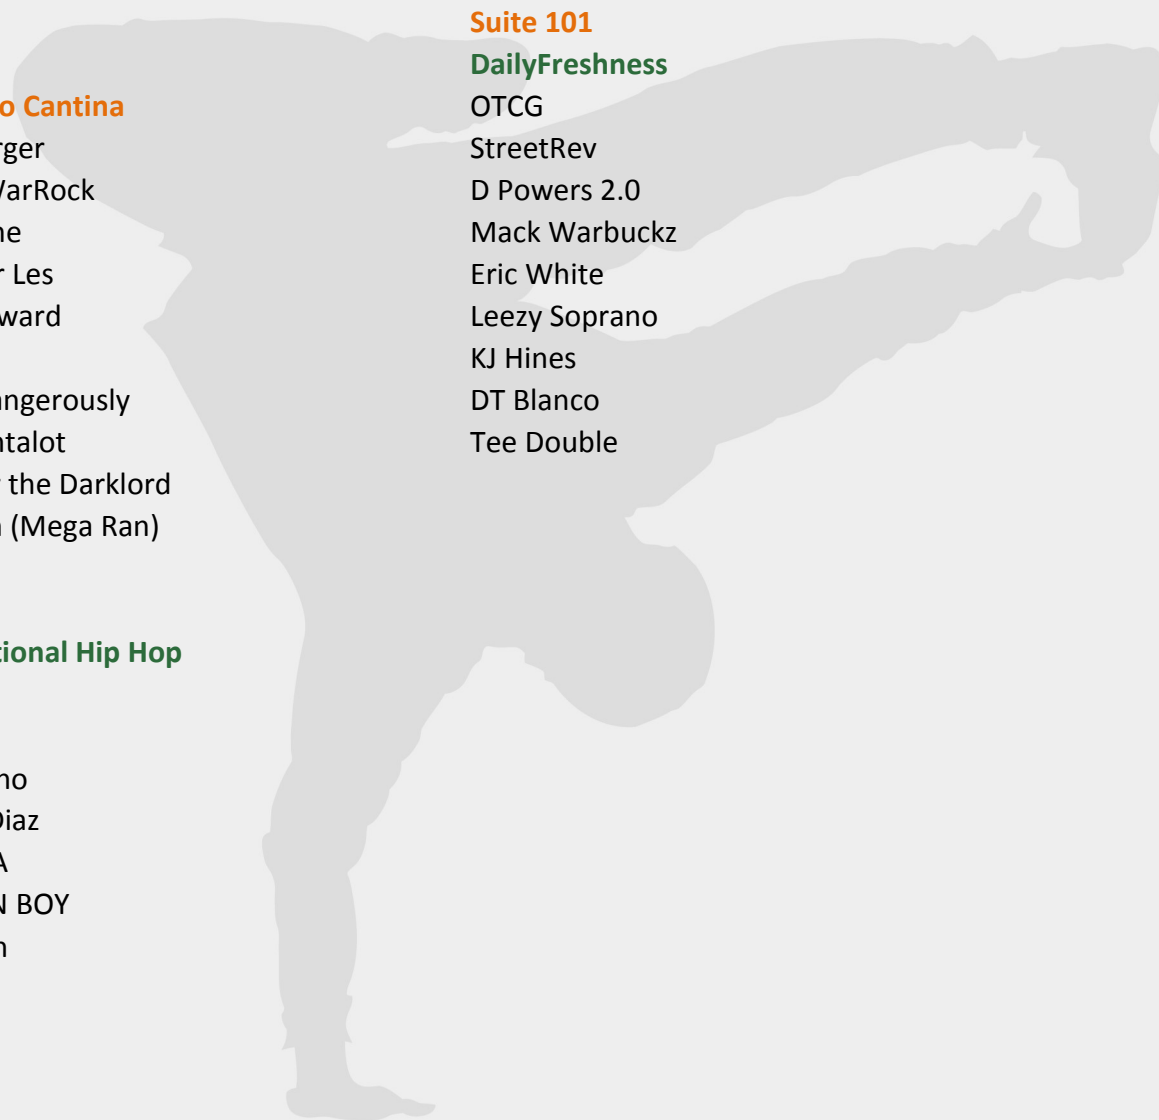 o Cantina
rger
WarRock
ne
r Les
ward
angerously
ntalot
r the Darklord
n (Mega Ran)
tional Hip Hop
no
Diaz
A
N BOY
n
Suite 101
DailyFreshness
OTCG
StreetRev
D Powers 2.0
Mack Warbuckz
Eric White
Leezy Soprano
KJ Hines
DT Blanco
Tee Double